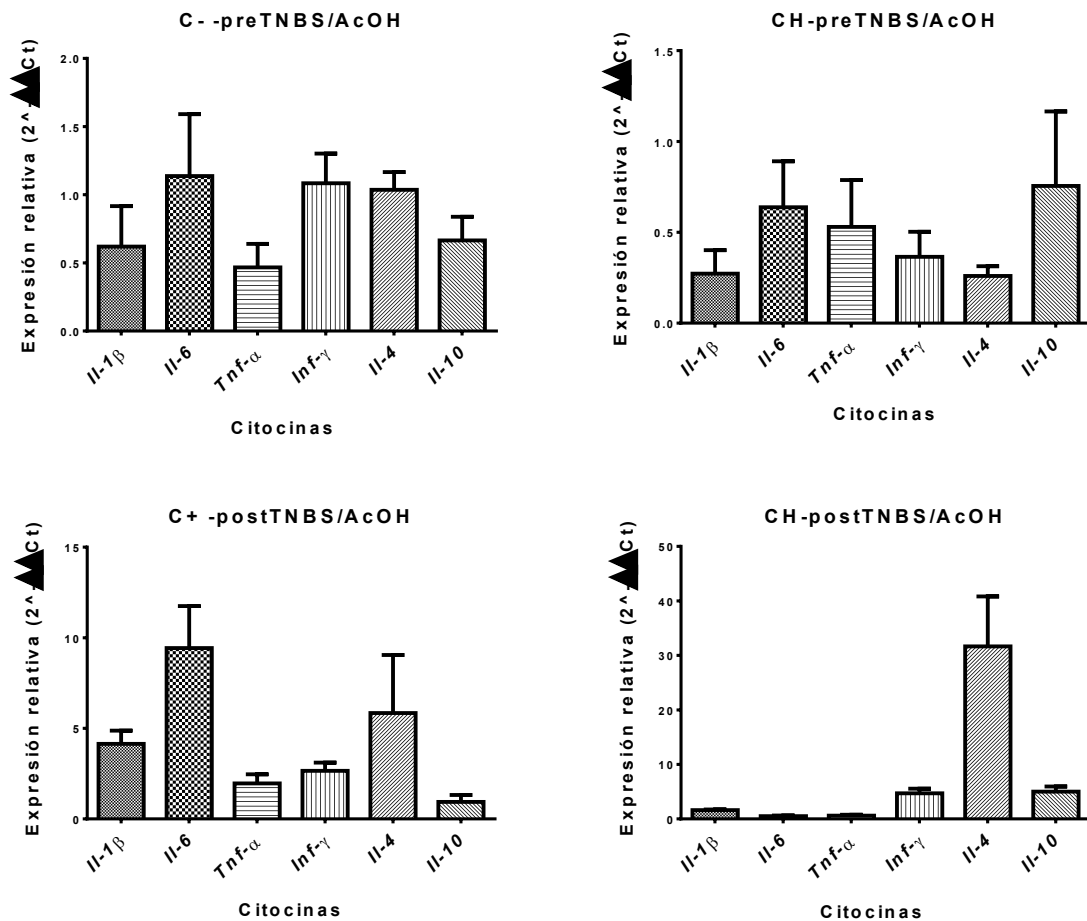 C- -preTNBS/AcOH
Expresión relativa (2^-▲▲Ct)
2.0
1.5
1.0
0.5
0.0
Il-1β
Il-6
Tnf-α
Inf-γ
Il-4
Il-10
Citocinas
CH-preTNBS/AcOH
Expresión relativa (2^-▲▲Ct)
1.5
1.0
0.5
0.0
Il-1β
Il-6
Tnf-α
Inf-γ
Il-4
Il-10
Citocinas
C+ -postTNBS/AcOH
Expresión relativa (2^-▲▲Ct)
15
10
5
0
Il-1β
Il-6
Tnf-α
Inf-γ
Il-4
Il-10
Citocinas
CH-postTNBS/AcOH
Expresión relativa (2^-▲▲Ct)
50
40
30
20
10
0
Il-1β
Il-6
Tnf-α
Inf-γ
Il-4
Il-10
Citocinas